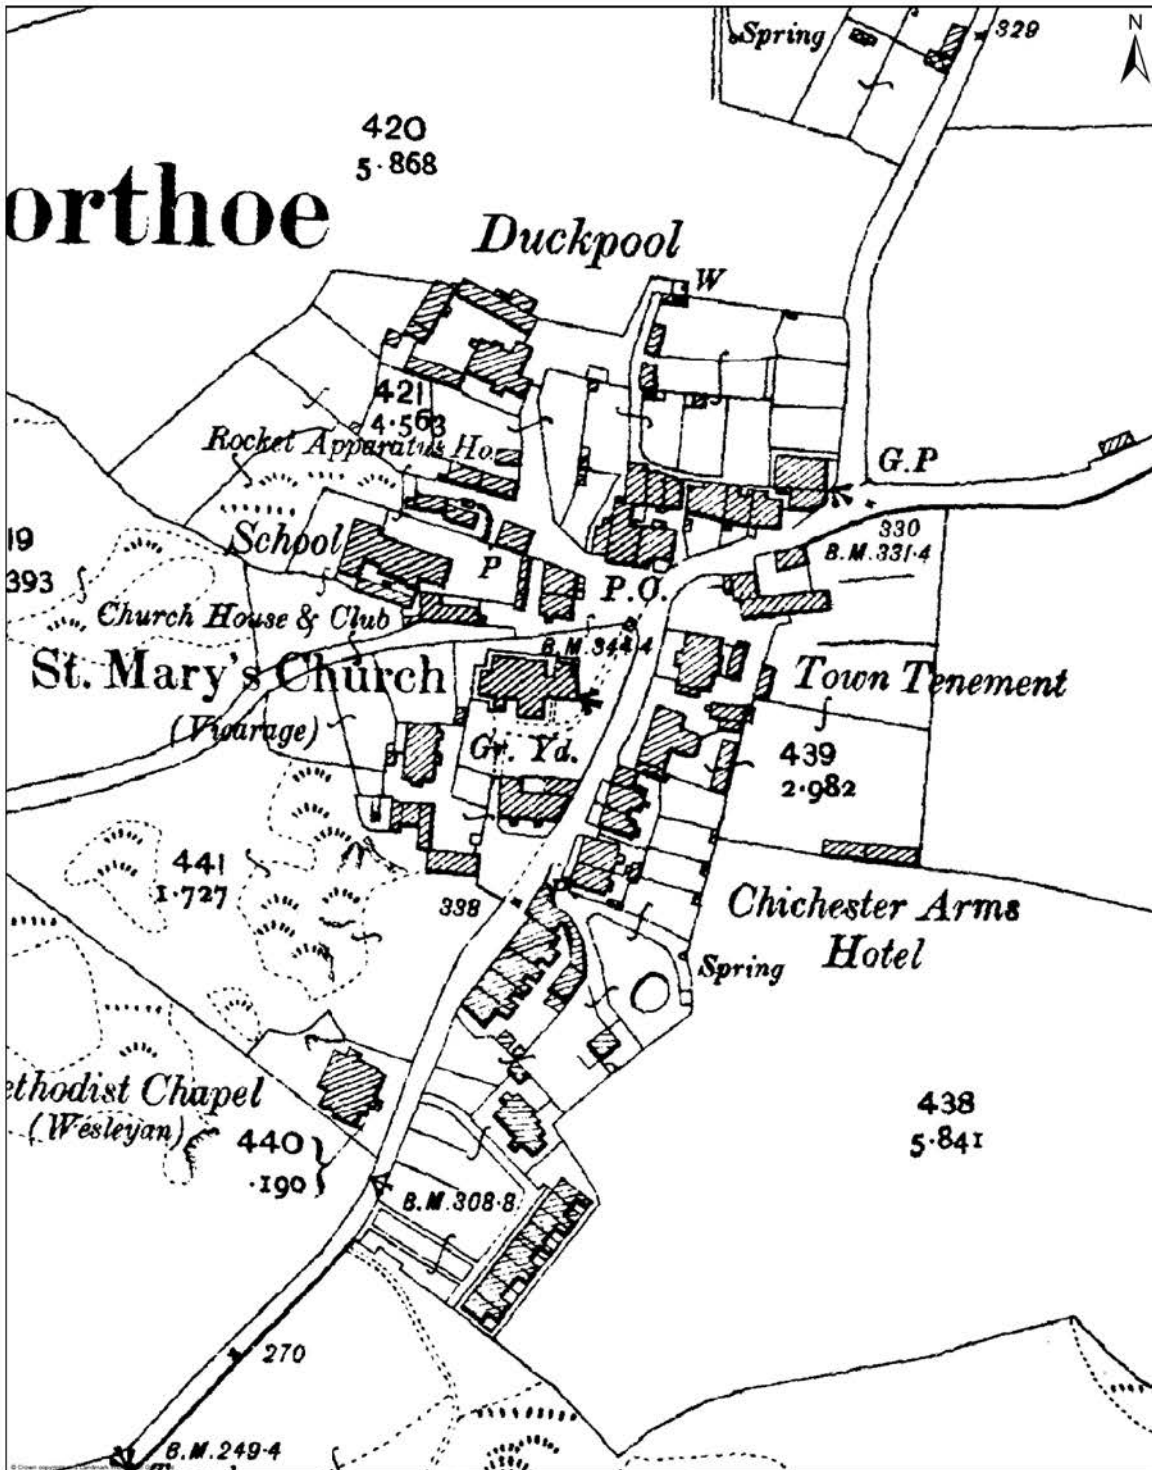 N
Spring
329
420
5.868
orthoe
Duckpool
W
421
4.563
Rocket Apparatus Ho.
G.P
330
B.M.331.4
19
393
School
P
P.O.
Church House & Club
B.M.344.4
St. Mary's Church
(Vicarage)
Gr. Yd.
Town Tenement
439
2.982
441
1.727
338
Chichester Arms
Hotel
Spring
ethodist Chapel
(Wesleyan)
440
.190
438
5.841
B.M.308.8
270
B.M.249.4